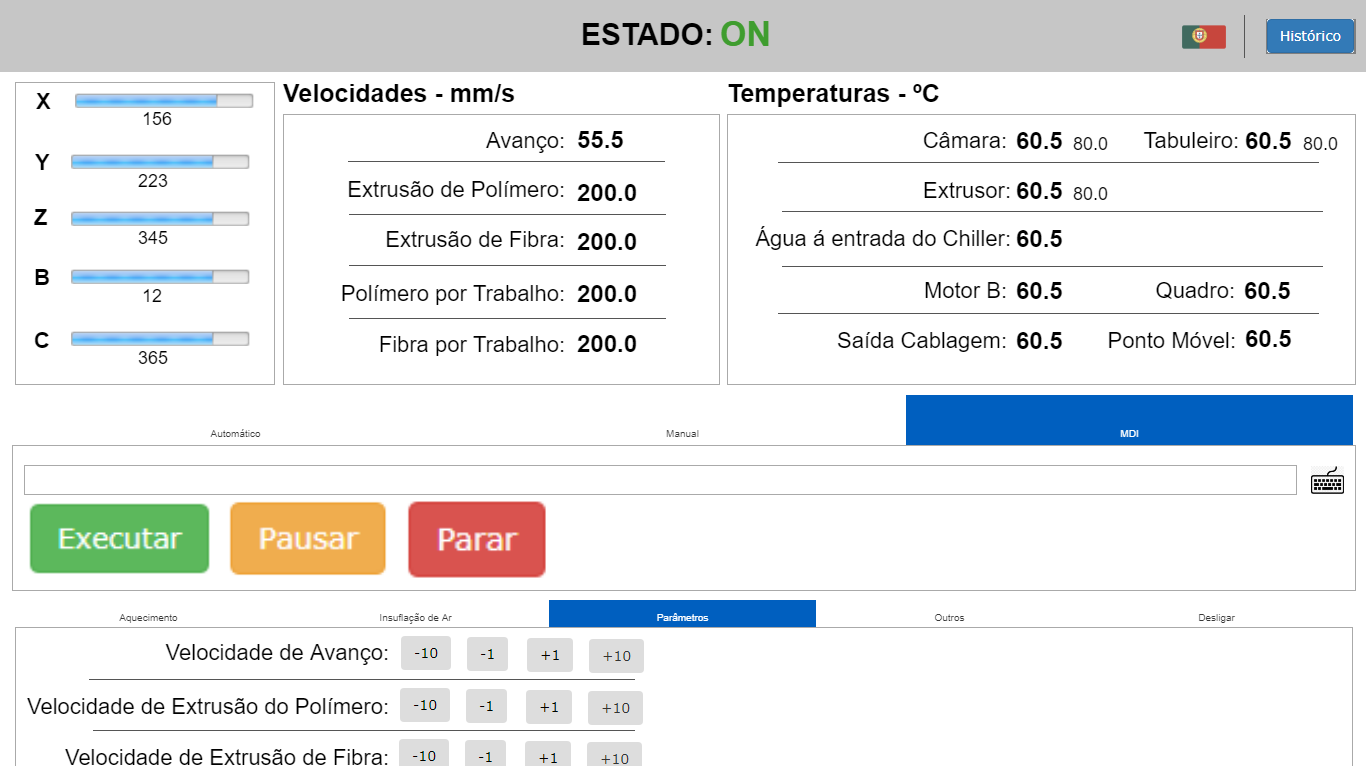 ESTADO: ON
Histórico
X
156
Y
223
Z
345
B
12
C
365
Velocidades - mm/s
Avanço: 55.5
Extrusão de Polímero: 200.0
Extrusão de Fibra: 200.0
Polímero por Trabalho: 200.0
Fibra por Trabalho: 200.0
Temperaturas - ºC
Câmara: 60.5 80.0 Tabuleiro: 60.5 80.0
Extrusor: 60.5 80.0
Água á entrada do Chiller: 60.5
Motor B: 60.5 Quadro: 60.5
Saída Cablagem: 60.5 Ponto Móvel: 60.5
Automático Manual MDI
Executar Pausar Parar
Aquecimento Insuflação de Ar Parâmetros Outros Desligar
Velocidade de Avanço: -10 -1 +1 +10
Velocidade de Extrusão do Polímero: -10 -1 +1 +10
Velocidade de Extrusão de Fibra: -10 -1 +1 +10